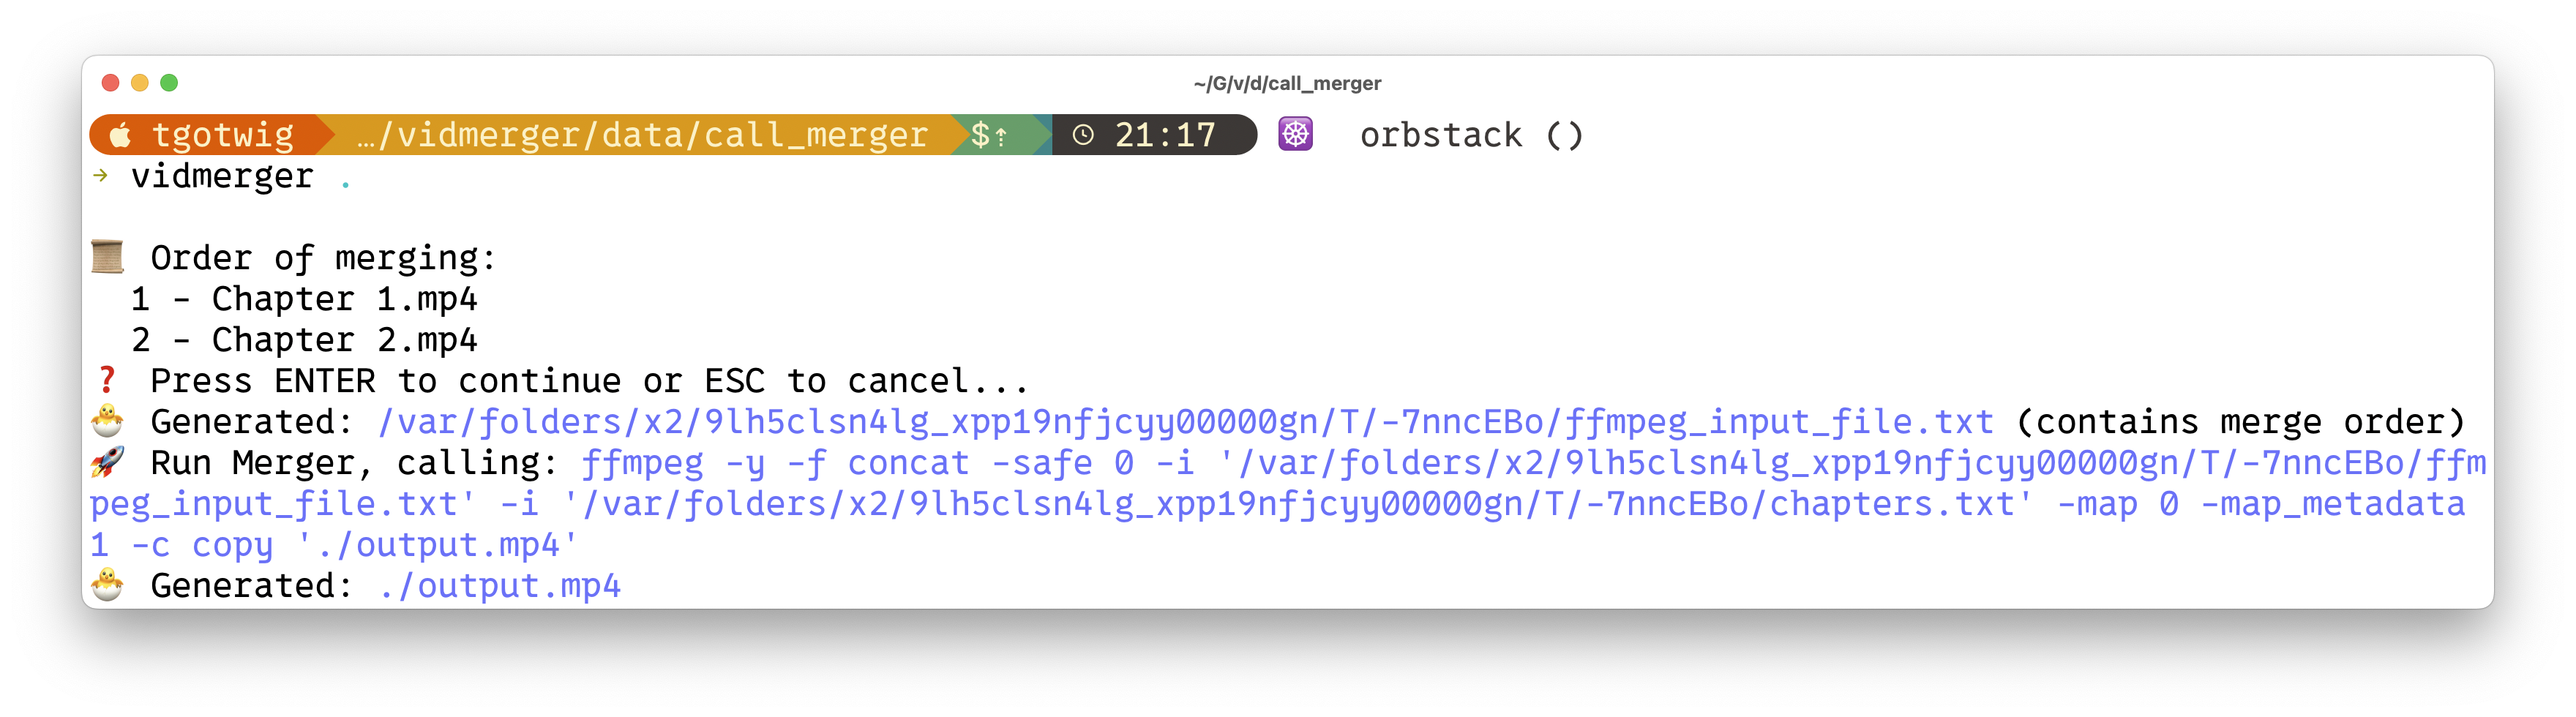 ~/G/v/d/call_merger
tgotwig …/vidmerger/data/call_merger $⇡ 21:17 orbstack ()
→ vidmerger .
Order of merging:
1 – Chapter 1.mp4
2 – Chapter 2.mp4
❓ Press ENTER to continue or ESC to cancel...
Generated: /var/folders/x2/9lh5clsn4lg_xpp19nfjcyy00000gn/T/-7nncEBo/ffmpeg_input_file.txt (contains merge order)
Run Merger, calling: ffmpeg -y -f concat -safe 0 -i '/var/folders/x2/9lh5clsn4lg_xpp19nfjcyy00000gn/T/-7nncEBo/ffm
peg_input_file.txt' -i '/var/folders/x2/9lh5clsn4lg_xpp19nfjcyy00000gn/T/-7nncEBo/chapters.txt' -map 0 -map_metadata
1 -c copy './output.mp4'
Generated: ./output.mp4